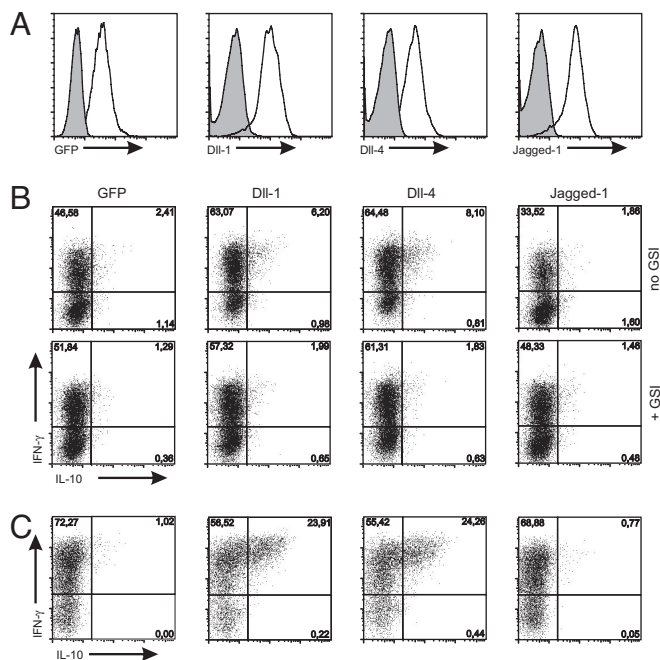 A
GFP
Dll-1
Dll-4
Jagged-1
GFP
Dll-1
Dll-4
Jagged-1
B
46,58 2,41
1,14
63,07 6,20
0,98
64,48 8,10
0,81
33,52 1,86
1,60
no GSI
51,84 1,29
0,36
57,32 1,99
0,65
61,31 1,83
0,63
48,33 1,46
0,48
+ GSI
IFN-γ
IL-10
C
72,27 1,02
0,00
56,52 23,91
0,22
55,42 24,26
0,44
68,88 0,77
0,05
IFN-γ
IL-10